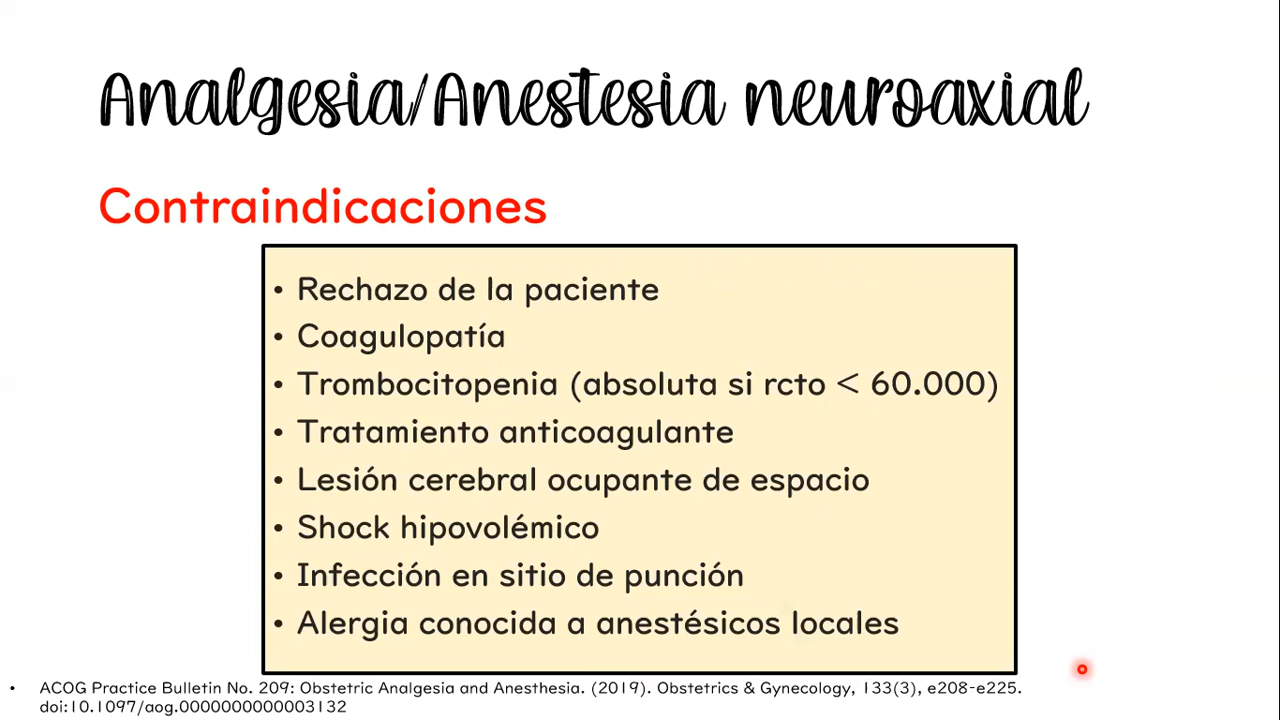 Analgesia/Anestesia neuroaxial
Contraindicaciones
• Rechazo de la paciente
• Coagulopatía
• Trombocitopenia (absoluta si rcto < 60.000)
• Tratamiento anticoagulante
• Lesión cerebral ocupante de espacio
• Shock hipovolémico
• Infección en sitio de punción
• Alergia conocida a anestésicos locales
• ACOG Practice Bulletin No. 209: Obstetric Analgesia and Anesthesia. (2019). Obstetrics & Gynecology, 133(3), e208-e225.
doi:10.1097/aog.0000000000003132